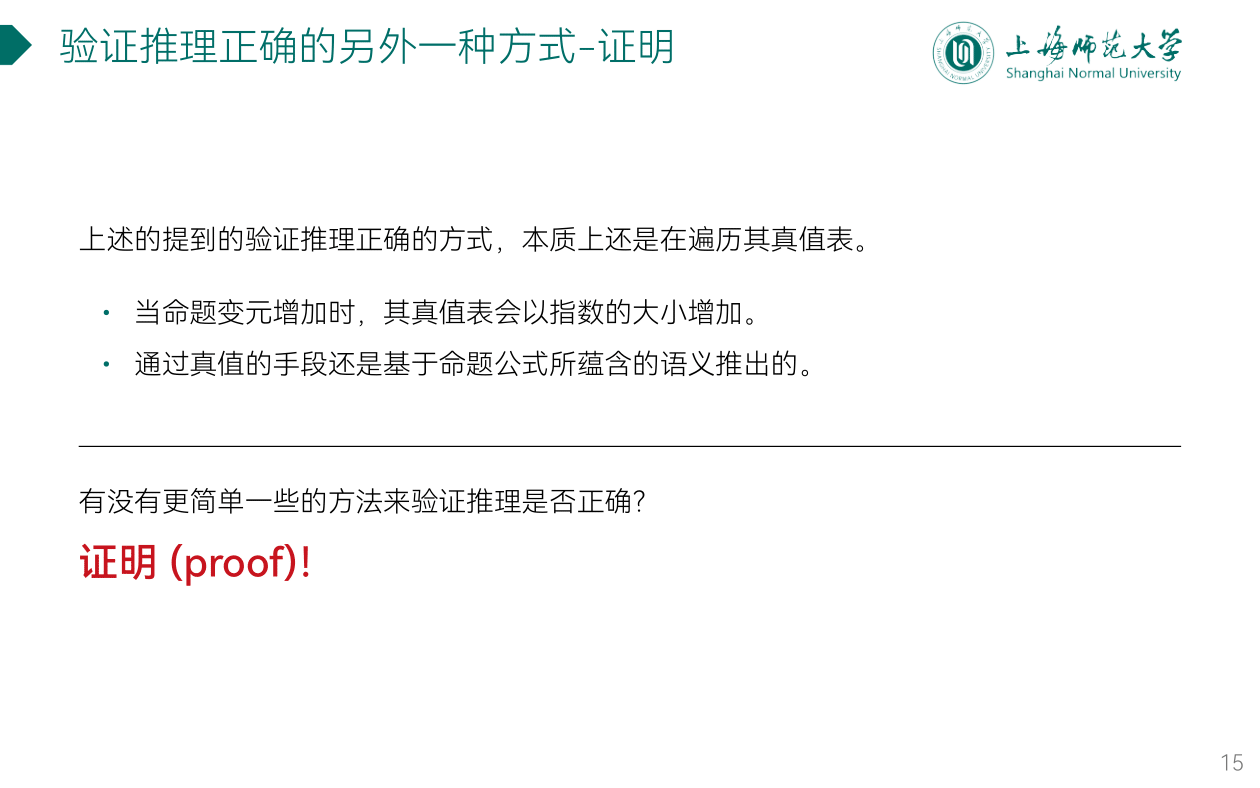 验证推理正确的另外一种方式-证明
上海师范大学
Shanghai Normal University
上述的提到的验证推理正确的方式，本质上还是在遍历其真值表。
• 当命题变元增加时，其真值表会以指数的大小增加。
• 通过真值的手段还是基于命题公式所蕴含的语义推出的。
有没有更简单一些的方法来验证推理是否正确?
证明 (proof)!
15